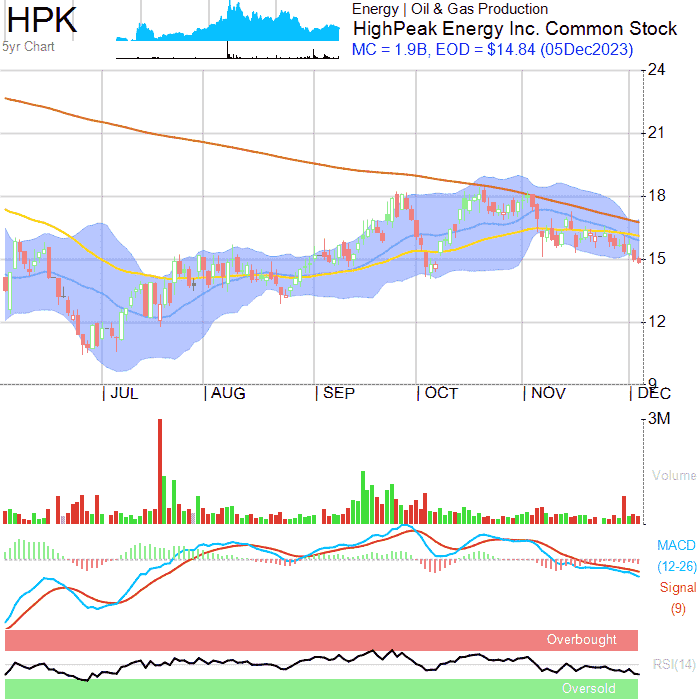 HPK
5yr Chart
Energy | Oil & Gas Production
HighPeak Energy Inc. Common Stock
MC = 1.9B, EOD = $14.84 (05Dec2023)
24
21
18
15
12
9
| JUL | AUG | SEP | OCT | NOV | DEC
3M
Volume
MACD
(12-26)
Signal
(9)
Overbought
RSI(14)
Oversold